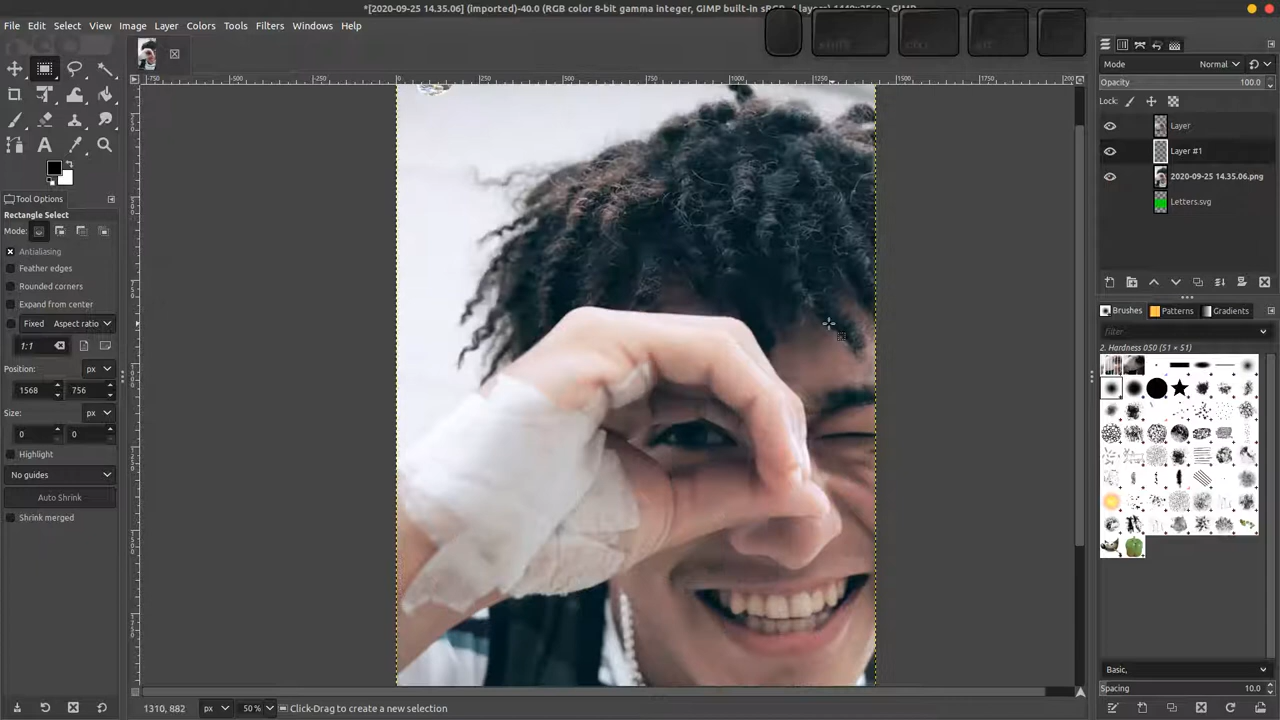 *[2020-09-25 14.35.06] (imported)-40.0 (RGB color 8-bit gamma integer, GIMP built-in sRGB, 4 layers) 1440x2560 – GIMP
File Edit Select View Image Layer Colors Tools Filters Windows Help
Mode Normal
Opacity 100.0
Lock:
Layer
Layer #1
2020-09-25 14.35.06.png
Letters.svg
Tool Options
Rectangle Select
Mode:
Antialiasing
Feather edges
Rounded corners
Expand from center
Fixed Aspect ratio
1:1
Position: px
1568 756
Size: px
0 0
Highlight
No guides
Auto Shrink
Shrink merged
Brushes Patterns Gradients
filter
2. Hardness 050 (51 × 51)
Basic,
Spacing 10.0
1310, 882 px 50% Click-Drag to create a new selection